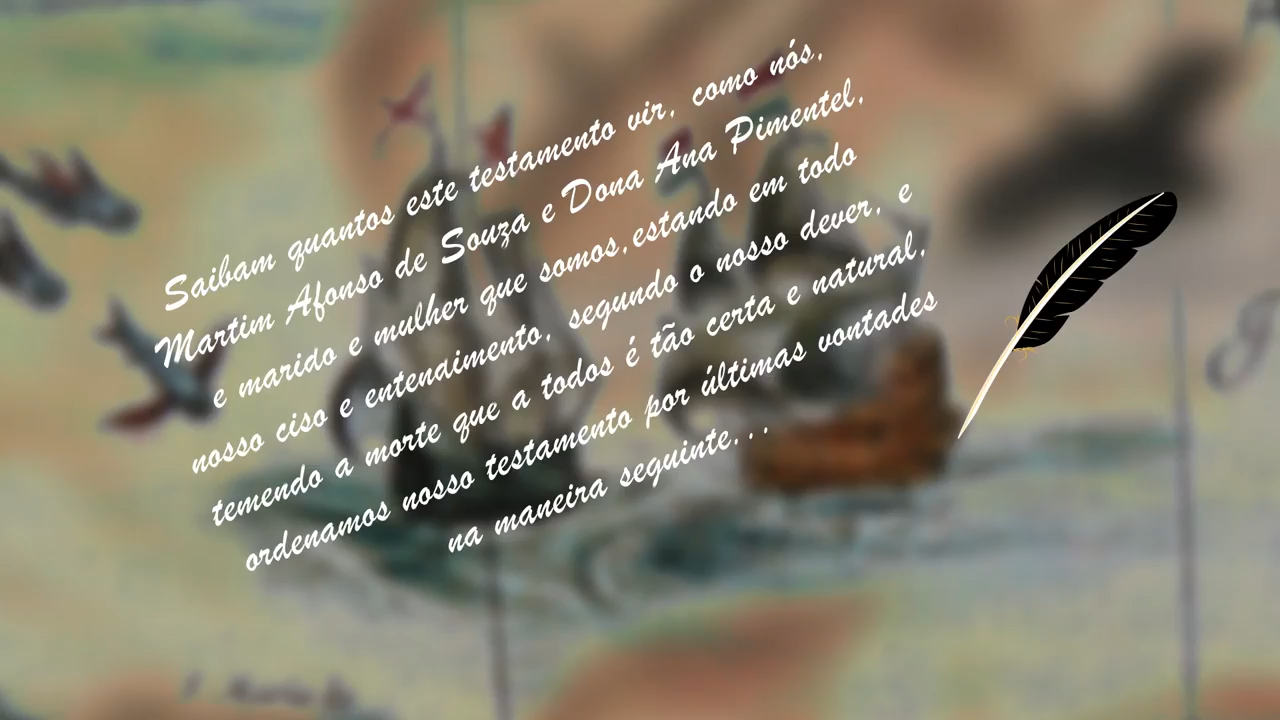 Saibam quantos este testamento vir, como nós,
Martim Afonso de Souza e Dona Ana Pimentel,
e marido e mulher que somos,estando em todo
nosso ciso e entendimento, segundo o nosso dever, e
temendo a morte que a todos é tão certa e natural,
ordenamos nosso testamento por últimas vontades
na maneira seguinte...